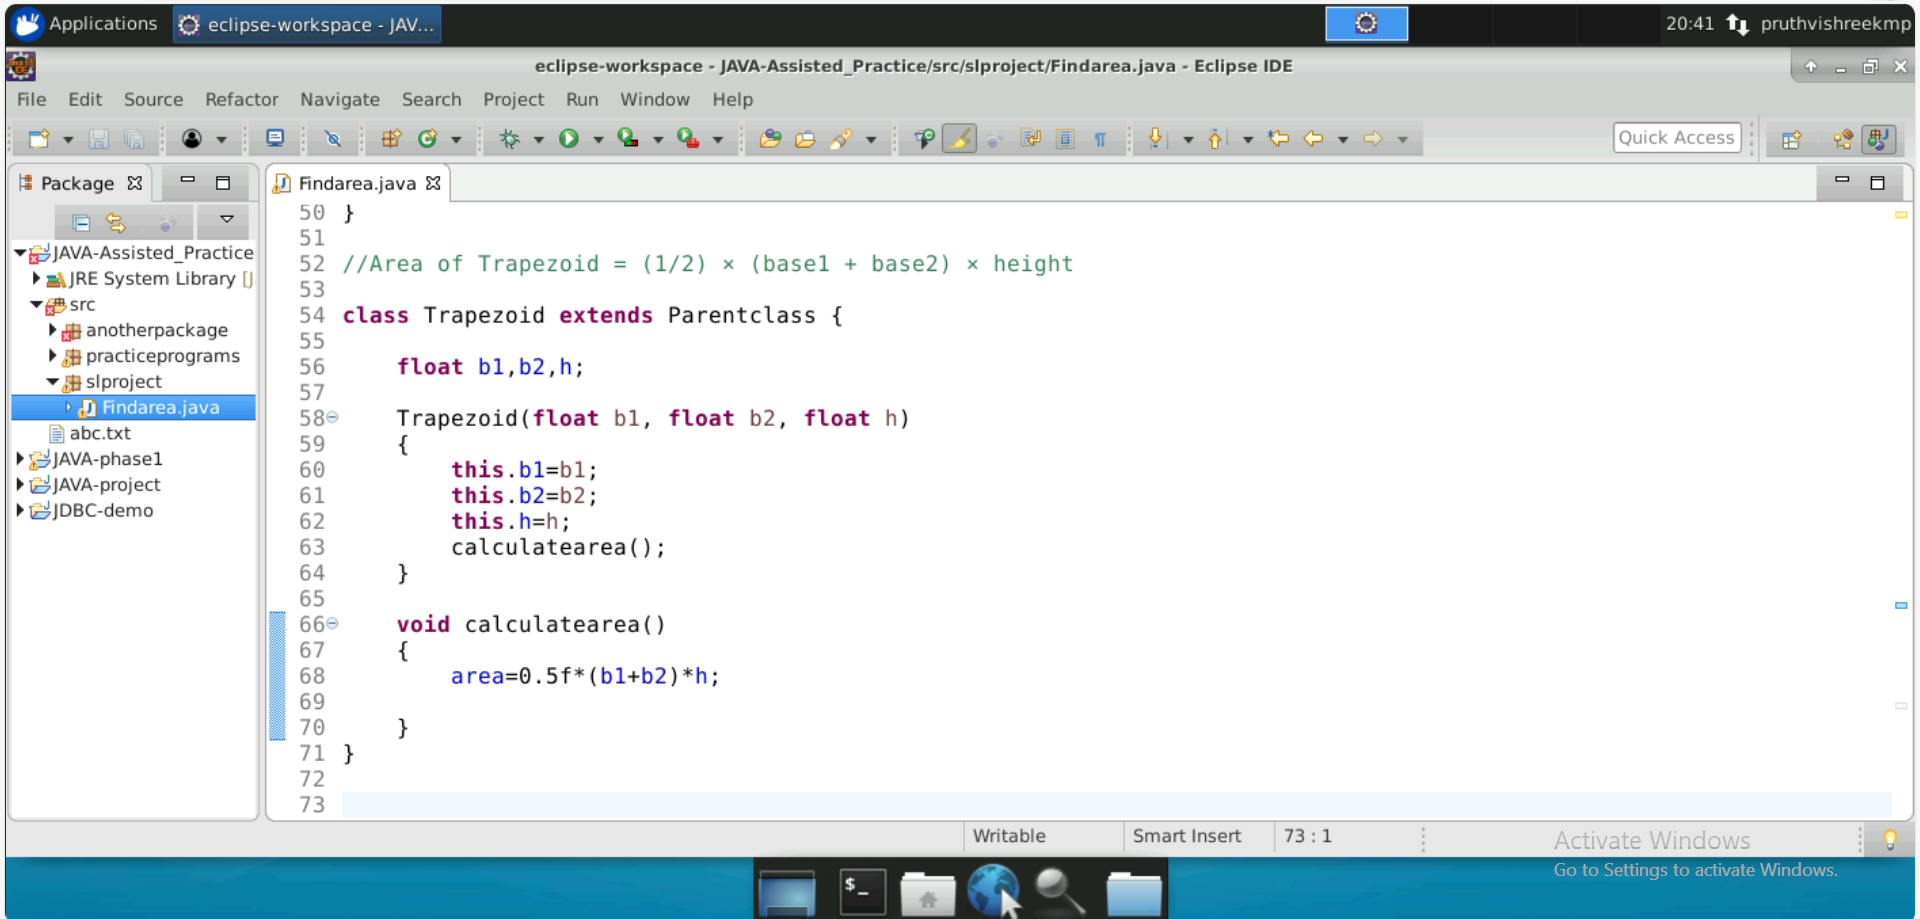 Applications
eclipse-workspace - JAV...
20:41
pruthvishreekmp
eclipse-workspace - JAVA-Assisted_Practice/src/slproject/Findarea.java - Eclipse IDE
File Edit Source Refactor Navigate Search Project Run Window Help
Quick Access
Package
Findarea.java
JAVA-Assisted_Practice
JRE System Library [J
src
anotherpackage
practiceprograms
slproject
Findarea.java
abc.txt
JAVA-phase1
JAVA-project
JDBC-demo
50 }
51
52 //Area of Trapezoid = (1/2) × (base1 + base2) × height
53
54 class Trapezoid extends Parentclass {
55
56 float b1,b2,h;
57
58 Trapezoid(float b1, float b2, float h)
59 {
60 this.b1=b1;
61 this.b2=b2;
62 this.h=h;
63 calculatearea();
64 }
65
66 void calculatearea()
67 {
68 area=0.5f*(b1+b2)*h;
69
70 }
71 }
72
73
Writable
Smart Insert
73 : 1
Activate Windows
Go to Settings to activate Windows.
$_